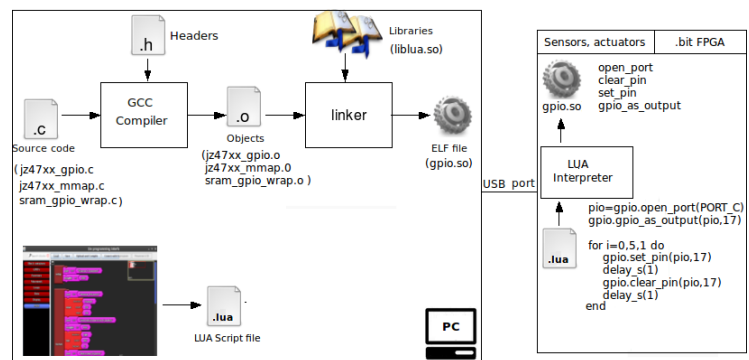 .h
Headers
Libraries
(liblua.so)
.c
Source code
(jz47xx_gpio.c
jz47xx_mmap.c
sram_gpio_wrap.c)
GCC
Compiler
.o
Objects
(jz47xx_gpio.o
jz47xx_mmap.0
sram_gpio_wrap.o )
linker
ELF file
(gpio.so)
.lua
LUA Script file
PC
USB port
Sensors, actuators
.bit FPGA
gpio.so
open_port
clear_pin
set_pin
gpio_as_output
LUA
Interpreter
.lua
pio=gpio.open_port(PORT_C)
gpio.gpio_as_output(pio,17)
for i=0,5,1 do
gpio.set_pin(pio,17)
delay_s(1)
gpio.clear_pin(pio,17)
delay_s(1)
end